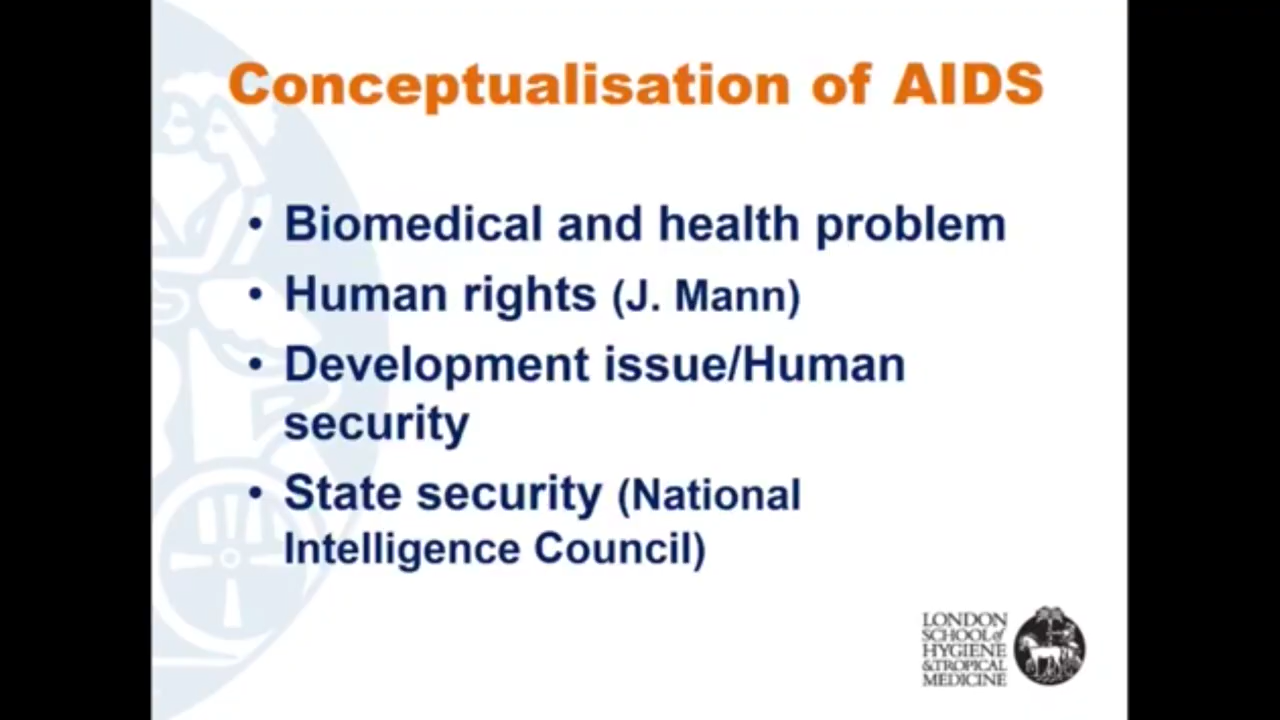 Conceptualisation of AIDS
• Biomedical and health problem
• Human rights (J. Mann)
• Development issue/Human
security
• State security (National
Intelligence Council)
LONDON
SCHOOL of
HYGIENE
& TROPICAL
MEDICINE